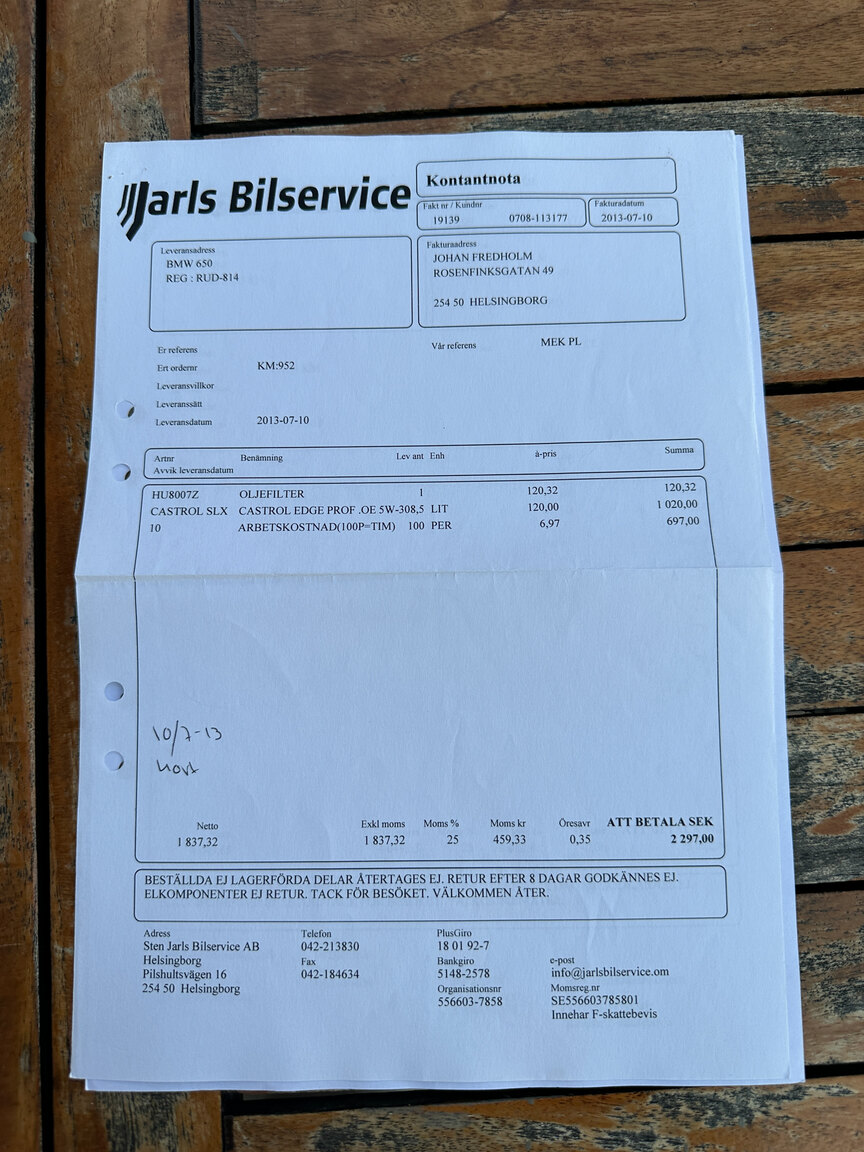 Jarls Bilservice
Kontantnota
Fakt nr / Kundnr
19139 0708-113177
Fakturadatum
2013-07-10
Leveransadress
BMW 650
REG : RUD-814
Fakturaadress
JOHAN FREDHOLM
ROSENFINKSGATAN 49
254 50 HELSINGBORG
Er referens
Vår referens MEK PL
Ert ordernr KM:952
Leveransvillkor
Leveranssätt
Leveransdatum 2013-07-10
Artnr Benämning Lev ant Enh à-pris Summa
Avvik leveransdatum
HU8007Z OLJEFILTER 1 120,32 120,32
CASTROL SLX CASTROL EDGE PROF .OE 5W-308,5 LIT 120,00 1 020,00
10 ARBETSKOSTNAD(100P=TIM) 100 PER 6,97 697,00
10/7-13
Netto Exkl moms Moms % Moms kr Öresavr ATT BETALA SEK
1 837,32 1 837,32 25 459,33 0,35 2 297,00
BESTÄLLDA EJ LAGERFÖRDA DELAR ÅTERTAGES EJ. RETUR EFTER 8 DAGAR GODKÄNNES EJ.
ELKOMPONENTER EJ RETUR. TACK FÖR BESÖKET. VÄLKOMMEN ÅTER.
Adress
Sten Jarls Bilservice AB
Helsingborg
Pilshultsvägen 16
254 50 Helsingborg
Telefon
042-213830
Fax
042-184634
PlusGiro
18 01 92-7
Bankgiro
5148-2578
Organisationsnr
556603-7858
e-post
info@jarlsbilservice.om
Momsreg.nr
SE556603785801
Innehar F-skattebevis